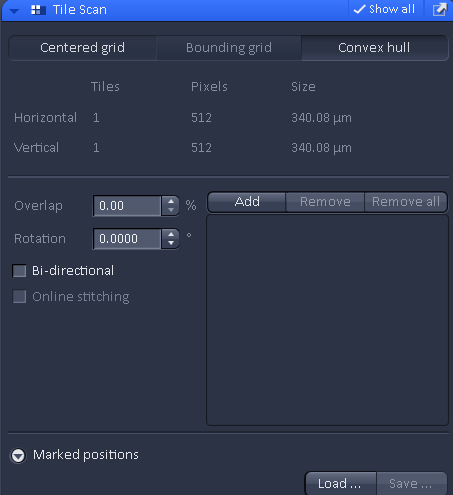 Tile Scan Show all
Centered grid Bounding grid Convex hull
Tiles Pixels Size
Horizontal 1 512 340.08 µm
Vertical 1 512 340.08 µm
Overlap 0.00 % Add Remove Remove all
Rotation 0.0000 °
Bi-directional
Online stitching
Marked positions
Load ... Save ...